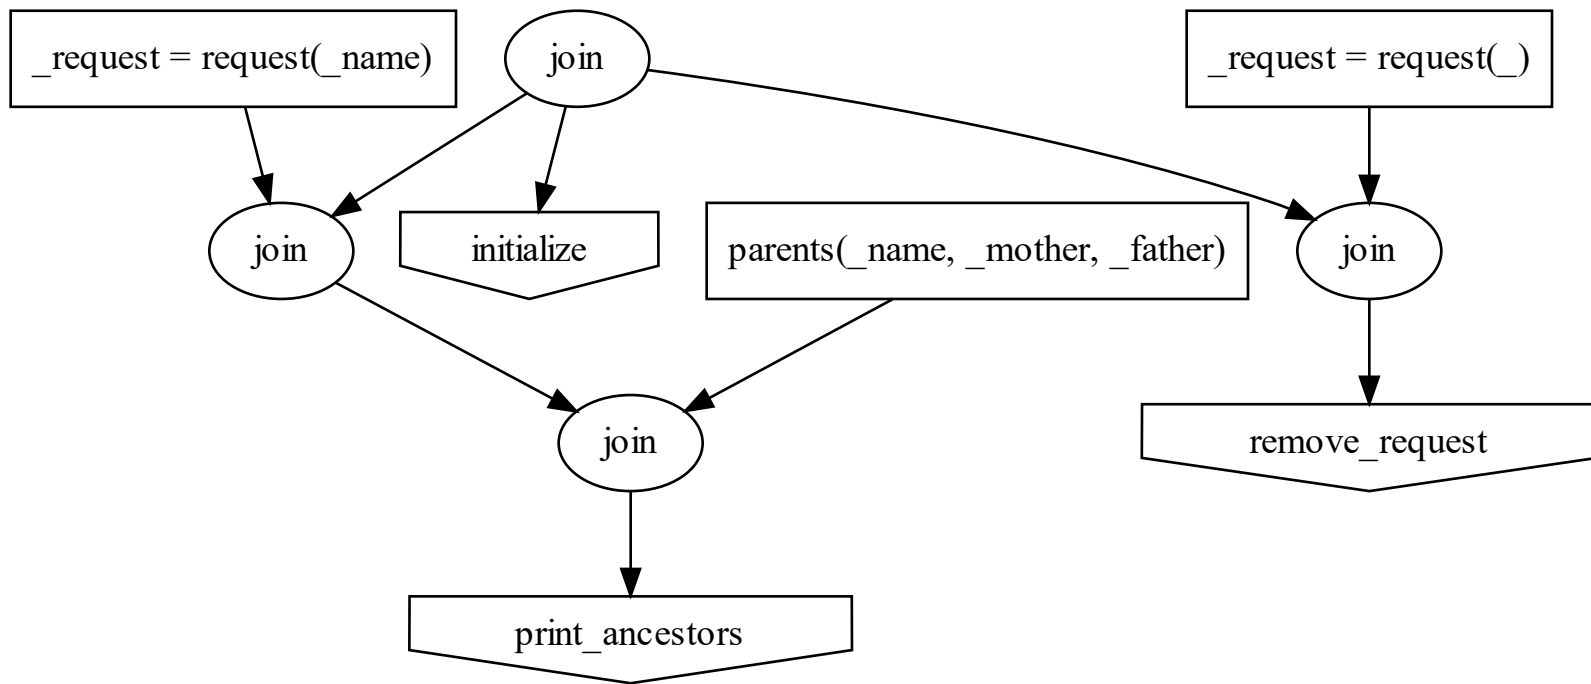 _request = request(_name)
join
_request = request(_)
join
initialize
parents(_name, _mother, _father)
join
join
remove_request
print_ancestors